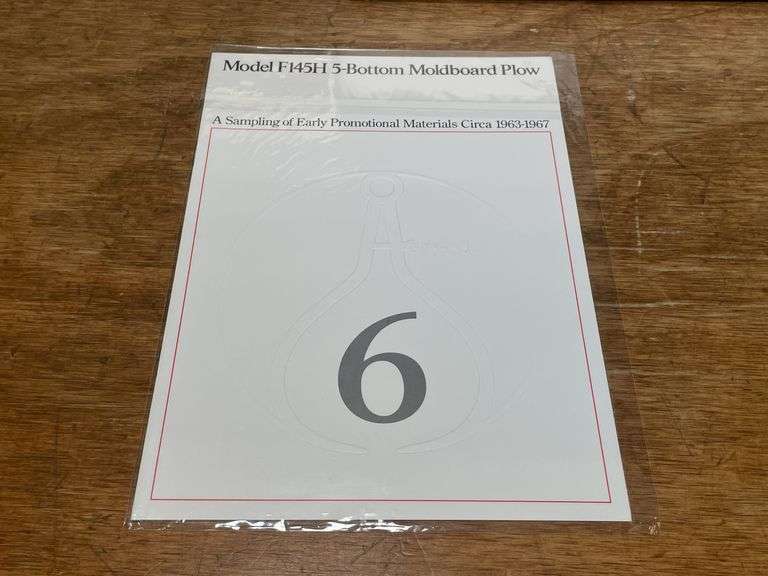 Model F145H 5-Bottom Moldboard Plow
A Sampling of Early Promotional Materials Circa 1963-1967
6